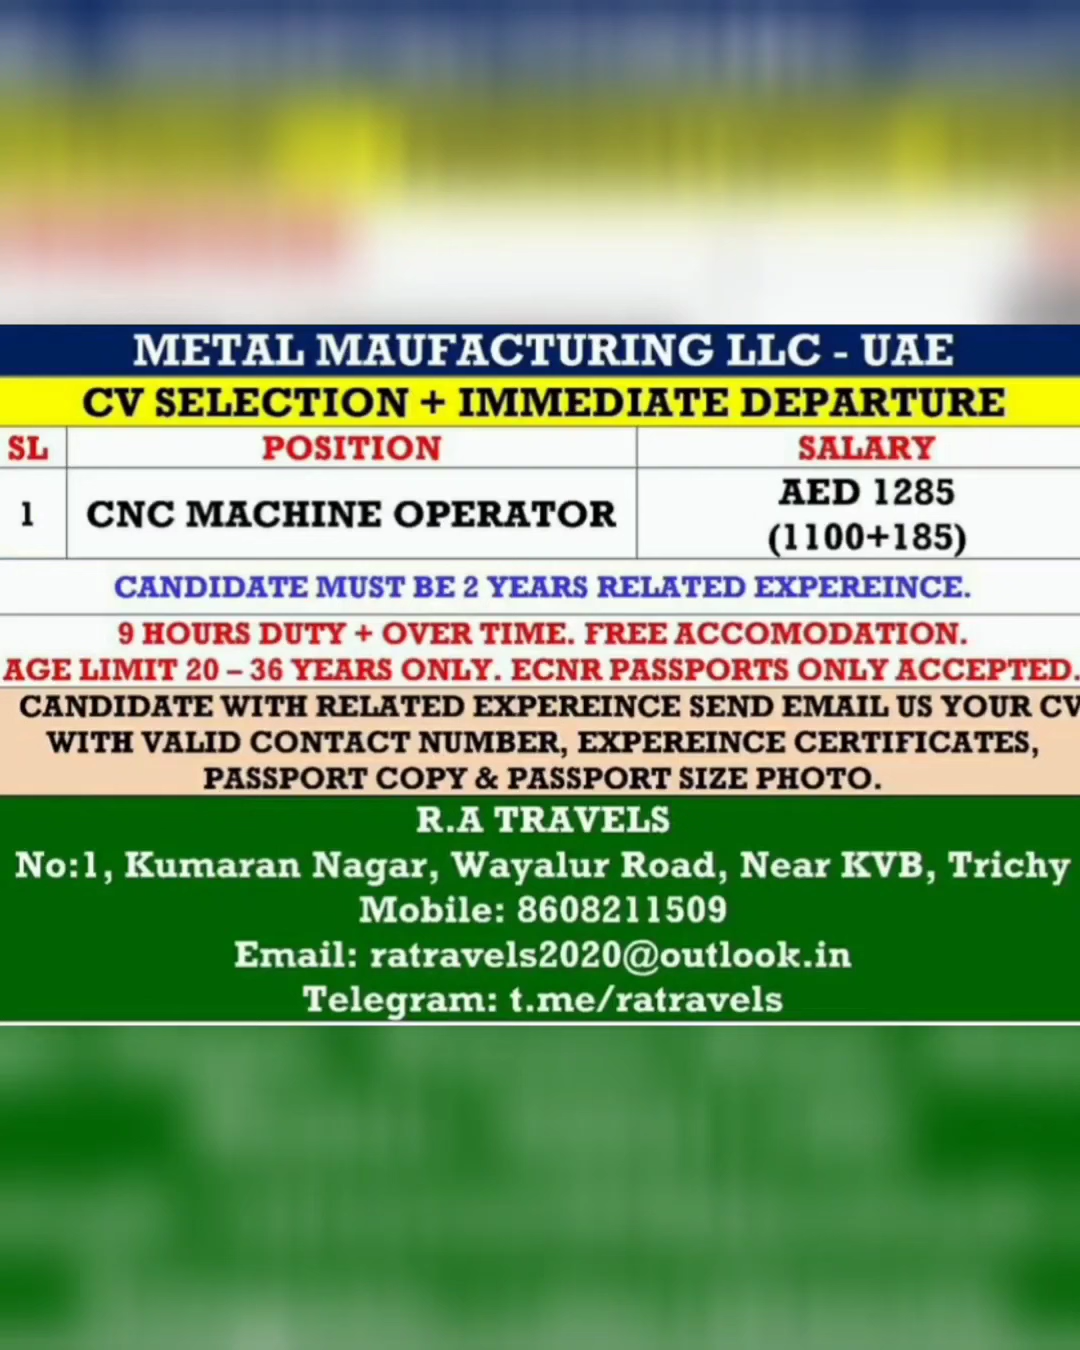 METAL MAUFACTURING LLC - UAE
CV SELECTION + IMMEDIATE DEPARTURE
SL POSITION SALARY
1 CNC MACHINE OPERATOR AED 1285 (1100+185)
CANDIDATE MUST BE 2 YEARS RELATED EXPEREINCE.
9 HOURS DUTY + OVER TIME. FREE ACCOMODATION.
AGE LIMIT 20 – 36 YEARS ONLY. ECNR PASSPORTS ONLY ACCEPTED.
CANDIDATE WITH RELATED EXPEREINCE SEND EMAIL US YOUR CV
WITH VALID CONTACT NUMBER, EXPEREINCE CERTIFICATES,
PASSPORT COPY & PASSPORT SIZE PHOTO.
R.A TRAVELS
No:1, Kumaran Nagar, Wayalur Road, Near KVB, Trichy
Mobile: 8608211509
Email: ratravels2020@outlook.in
Telegram: t.me/ratravels